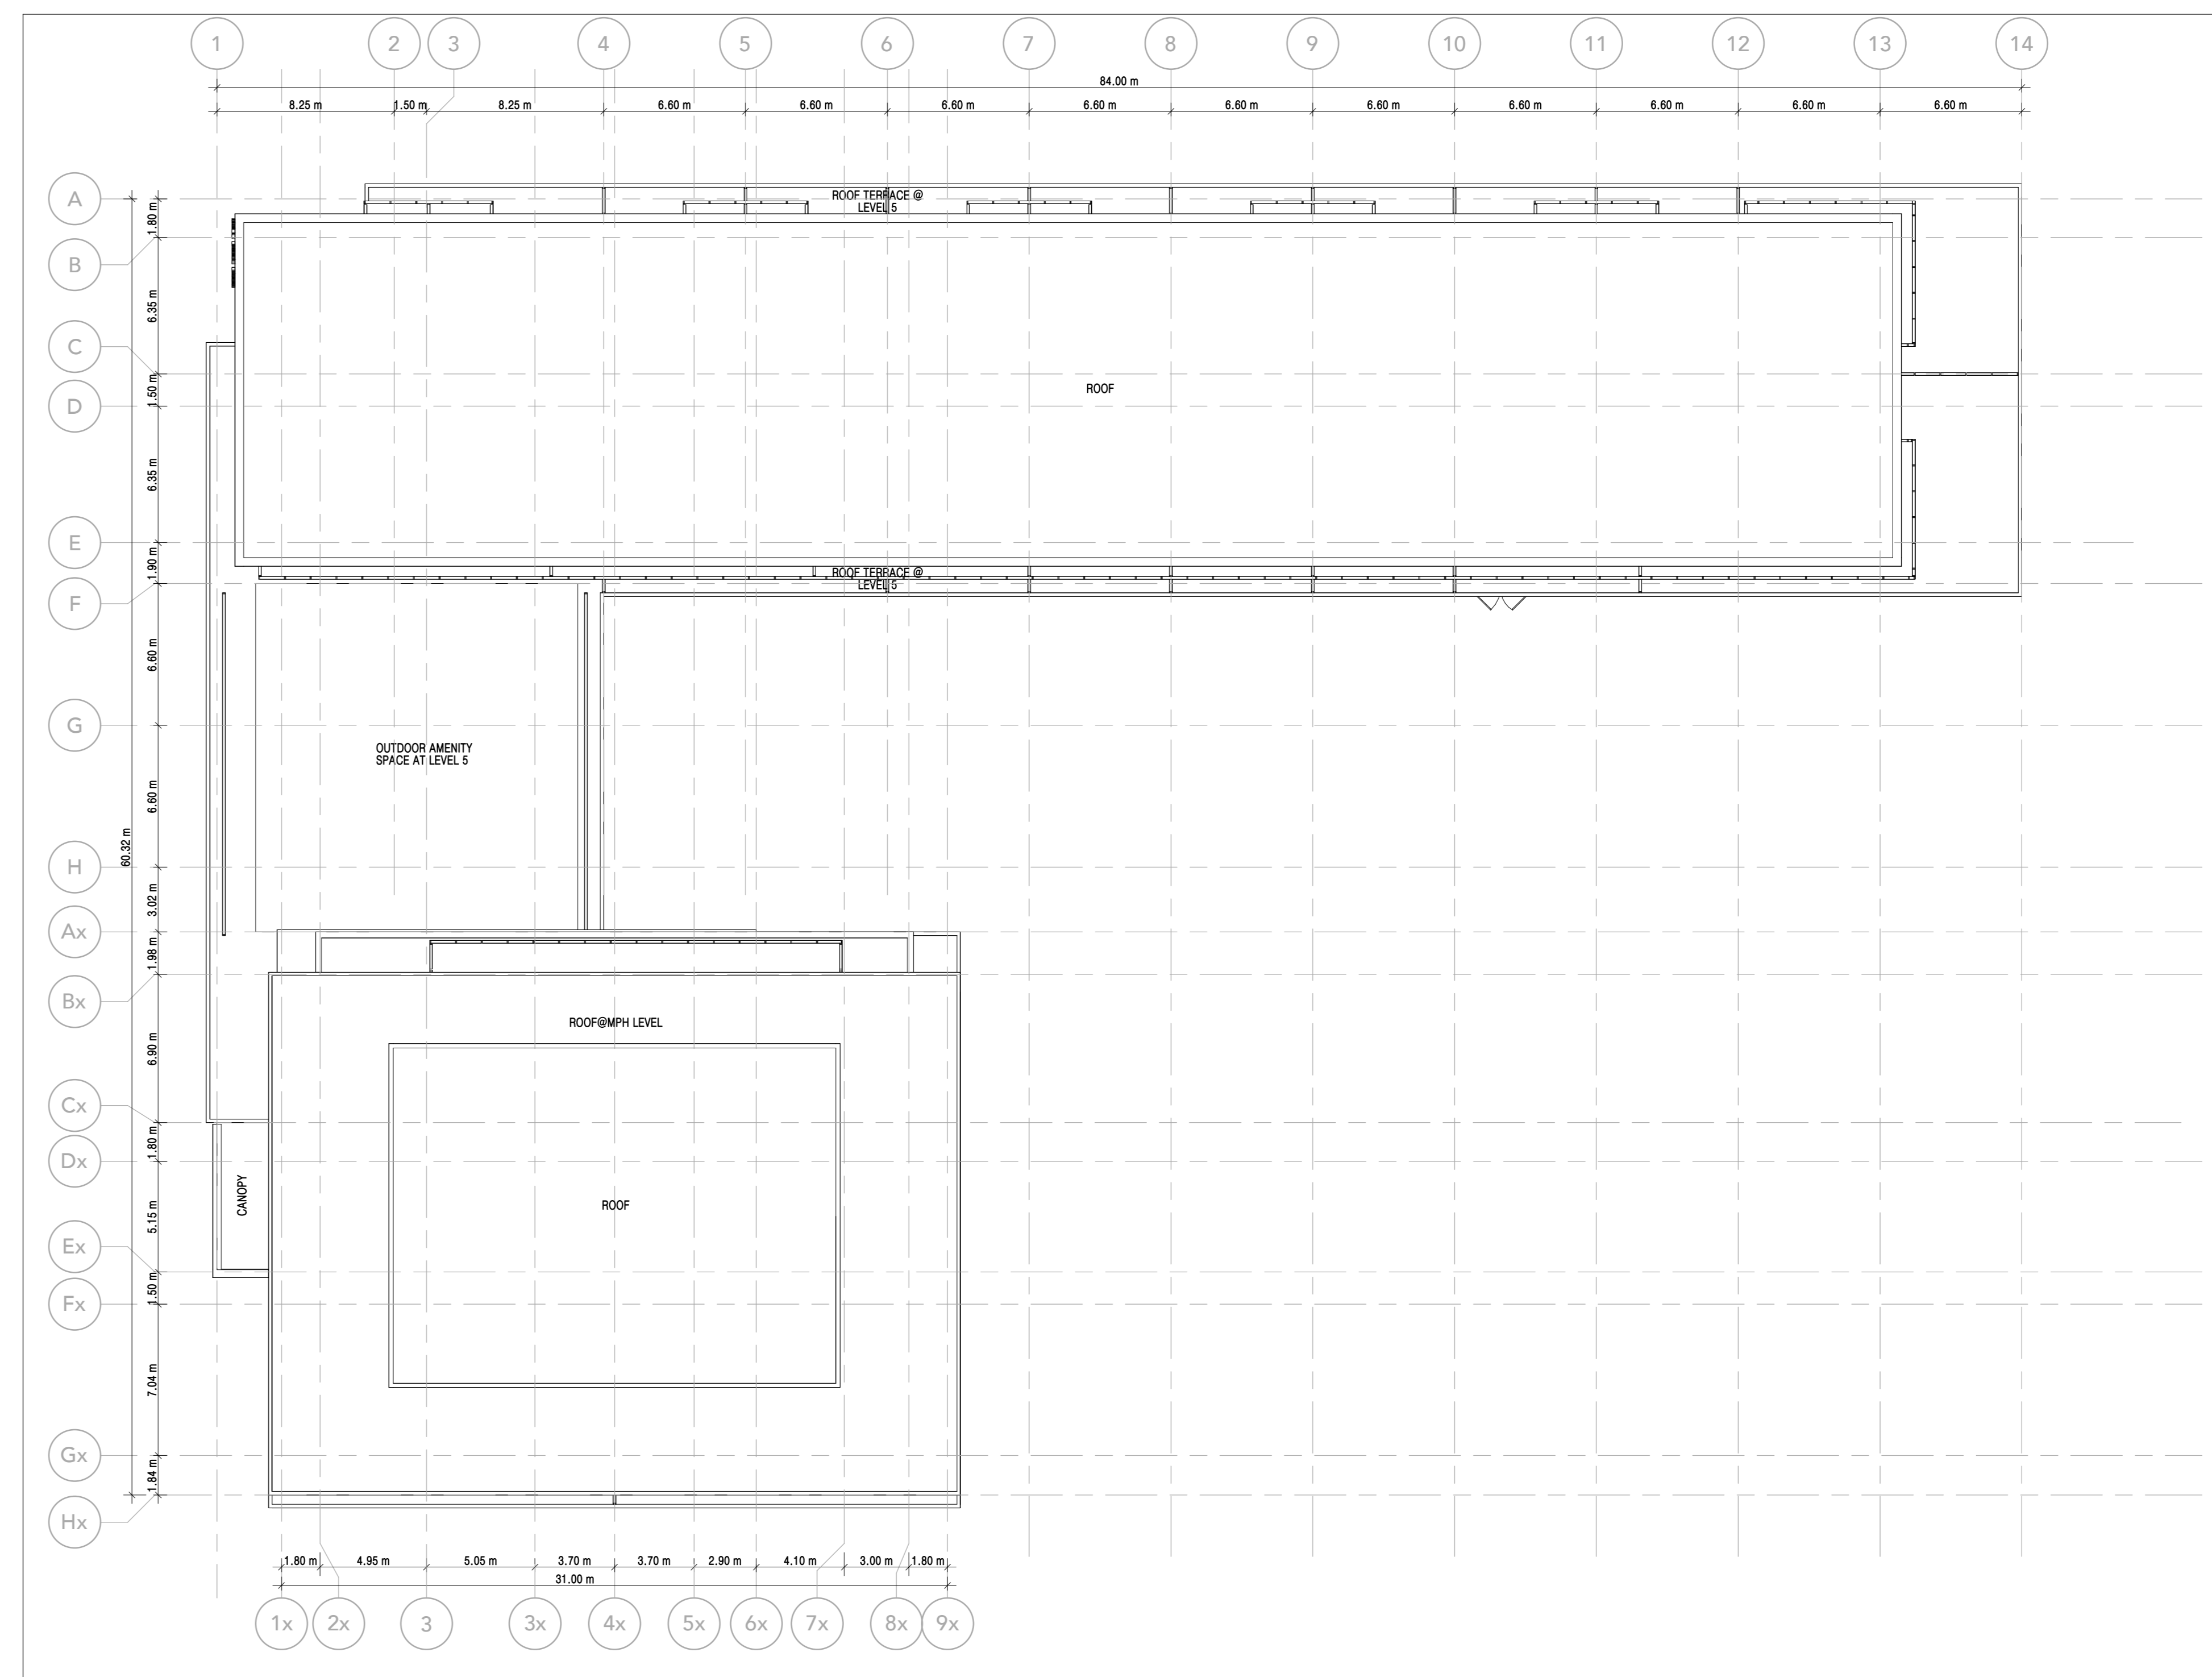 1 2 3 4 5 6 7 8 9 10 11 12 13 14
84.00 m
8.25 m 1.50 m 8.25 m 6.60 m 6.60 m 6.60 m 6.60 m 6.60 m 6.60 m 6.60 m 6.60 m 6.60 m 6.60 m
A
B
C
D
E
F
G
H
Ax
Bx
Cx
Dx
Ex
Fx
Gx
Hx
60.32 m
1.80 m
6.35 m
1.50 m
6.35 m
1.90 m
6.60 m
6.60 m
3.02 m
1.98 m
6.90 m
1.80 m
5.15 m
1.50 m
7.04 m
1.84 m
ROOF TERRACE @
LEVEL 5
ROOF
ROOF TERRACE @
LEVEL 5
OUTDOOR AMENITY
SPACE AT LEVEL 5
ROOF@MPH LEVEL
CANOPY
ROOF
1.80 m 4.95 m 5.05 m 3.70 m 3.70 m 2.90 m 4.10 m 3.00 m 1.80 m
31.00 m
1x 2x 3 3x 4x 5x 6x 7x 8x 9x